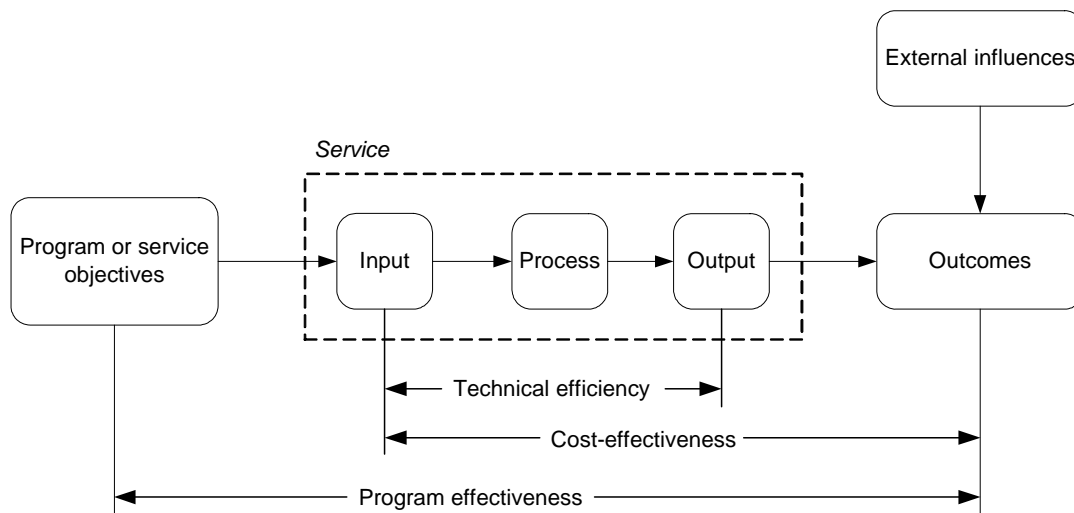 External influences
Service
Program or service
objectives
Input
Process
Output
Outcomes
Technical efficiency
Cost-effectiveness
Program effectiveness